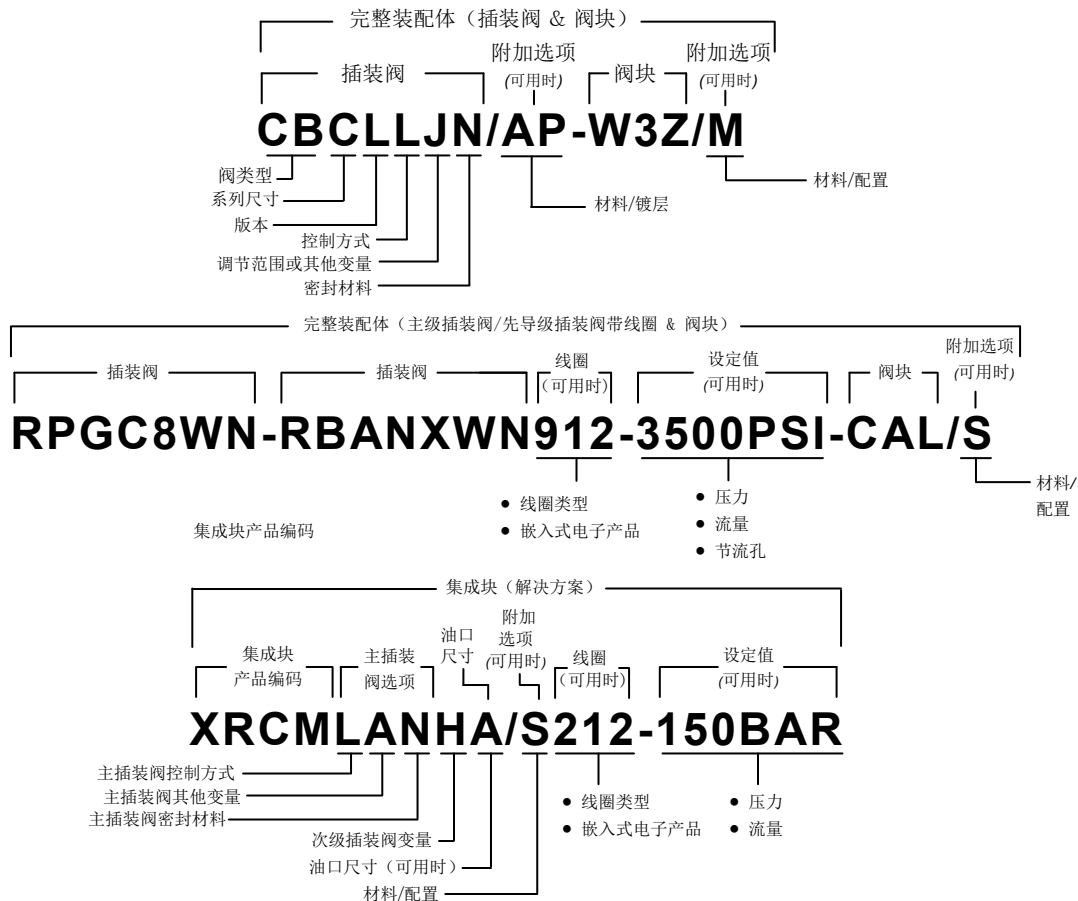 完整装配体（插装阀 & 阀块）
附加选项
(可用时)
附加选项
(可用时)
插装阀
阀块
CBCLLJN/AP-W3Z/M
阀类型
系列尺寸
版本
控制方式
调节范围或其他变量
密封材料
材料/镀层
材料/配置
完整装配体（主级插装阀/先导级插装阀带线圈 & 阀块）
插装阀
插装阀
线圈
（可用时）
设定值
(可用时)
阀块
附加选项
(可用时)
RPGC8WN-RBANXWN912-3500PSI-CAL/S
● 线圈类型
● 嵌入式电子产品
● 压力
● 流量
● 节流孔
材料/
配置
集成块产品编码
集成块（解决方案）
集成块
产品编码
主插装
阀选项
油口
尺寸
附加
选项
(可用时)
线圈
（可用时）
设定值
(可用时)
XRCMLANHA/S212-150BAR
主插装阀控制方式
主插装阀其他变量
主插装阀密封材料
次级插装阀变量
油口尺寸（可用时）
材料/配置
● 线圈类型
● 嵌入式电子产品
● 压力
● 流量